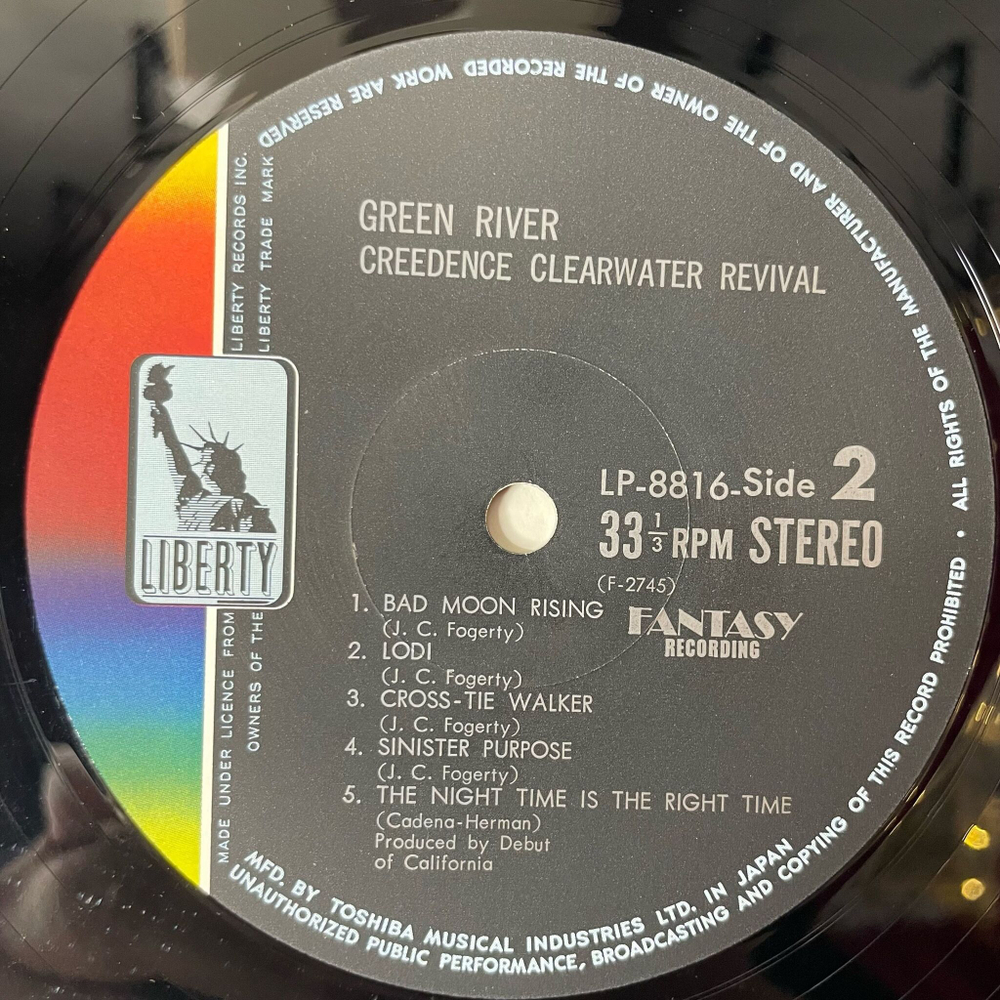 GREEN RIVER
CREEDENCE CLEARWATER REVIVAL
LIBERTY
LP-8816-Side 2
33 1/3 RPM STEREO
(F-2745)
FANTASY
RECORDING
1. BAD MOON RISING
(J. C. Fogerty)
2. LODI
(J. C. Fogerty)
3. CROSS-TIE WALKER
(J. C. Fogerty)
4. SINISTER PURPOSE
(J. C. Fogerty)
5. THE NIGHT TIME IS THE RIGHT TIME
(Cadena-Herman)
Produced by Debut
of California
MADE UNDER LICENCE FROM LIBERTY RECORDS INC.
OWNERS OF THE LIBERTY TRADE MARK
MFD. BY TOSHIBA MUSICAL INDUSTRIES LTD. IN JAPAN
UNAUTHORIZED PUBLIC PERFORMANCE, BROADCASTING AND COPYING OF THIS RECORD PROHIBITED • ALL RIGHTS OF THE MANUFACTURER AND OF THE OWNER OF THE RECORDED WORK ARE RESERVED